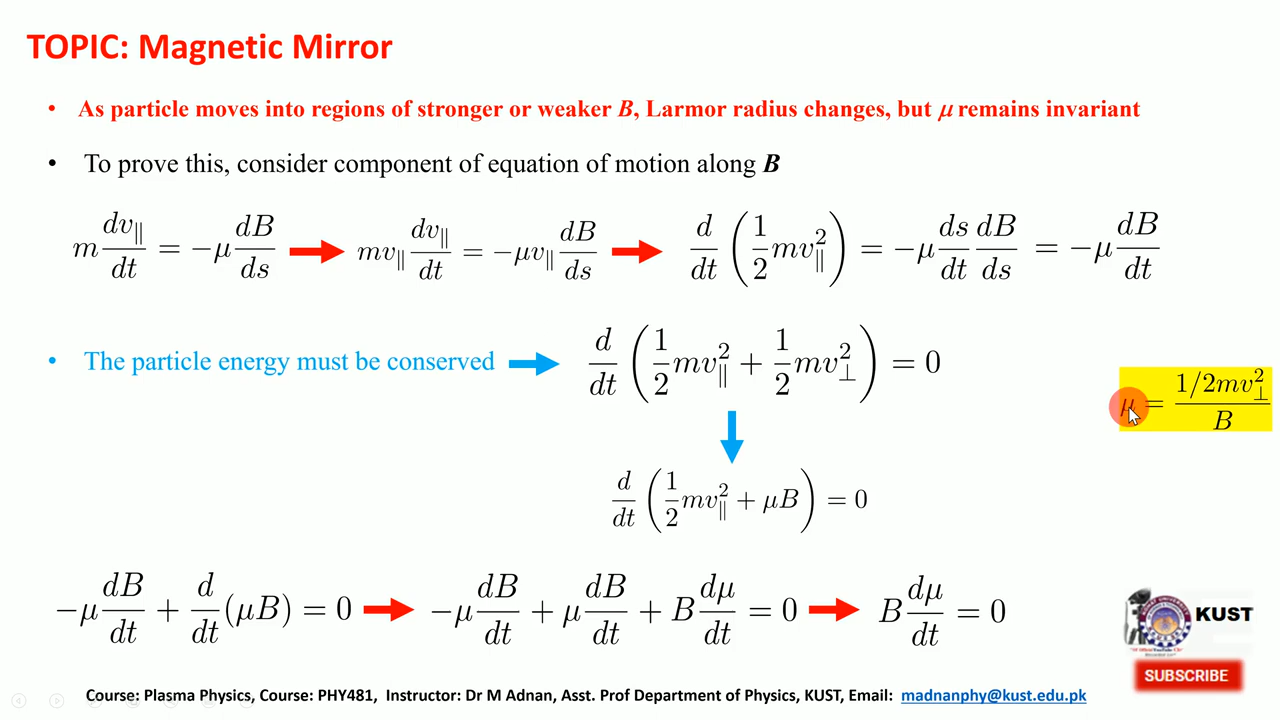 TOPIC: Magnetic Mirror
• As particle moves into regions of stronger or weaker B, Larmor radius changes, but μ remains invariant
• To prove this, consider component of equation of motion along B
m dv∥/dt = −μ dB/ds → mv∥ dv∥/dt = −μv∥ dB/ds → d/dt (1/2 mv∥²) = −μ ds/dt dB/ds = −μ dB/dt
• The particle energy must be conserved → d/dt (1/2 mv∥² + 1/2 mv⊥²) = 0
μ = 1/2mv⊥² / B
d/dt (1/2 mv∥² + μB) = 0
−μ dB/dt + d/dt (μB) = 0 → −μ dB/dt + μ dB/dt + B dμ/dt = 0 → B dμ/dt = 0
KUST
SUBSCRIBE
Course: Plasma Physics, Course: PHY481, Instructor: Dr M Adnan, Asst. Prof Department of Physics, KUST, Email: madnanphy@kust.edu.pk